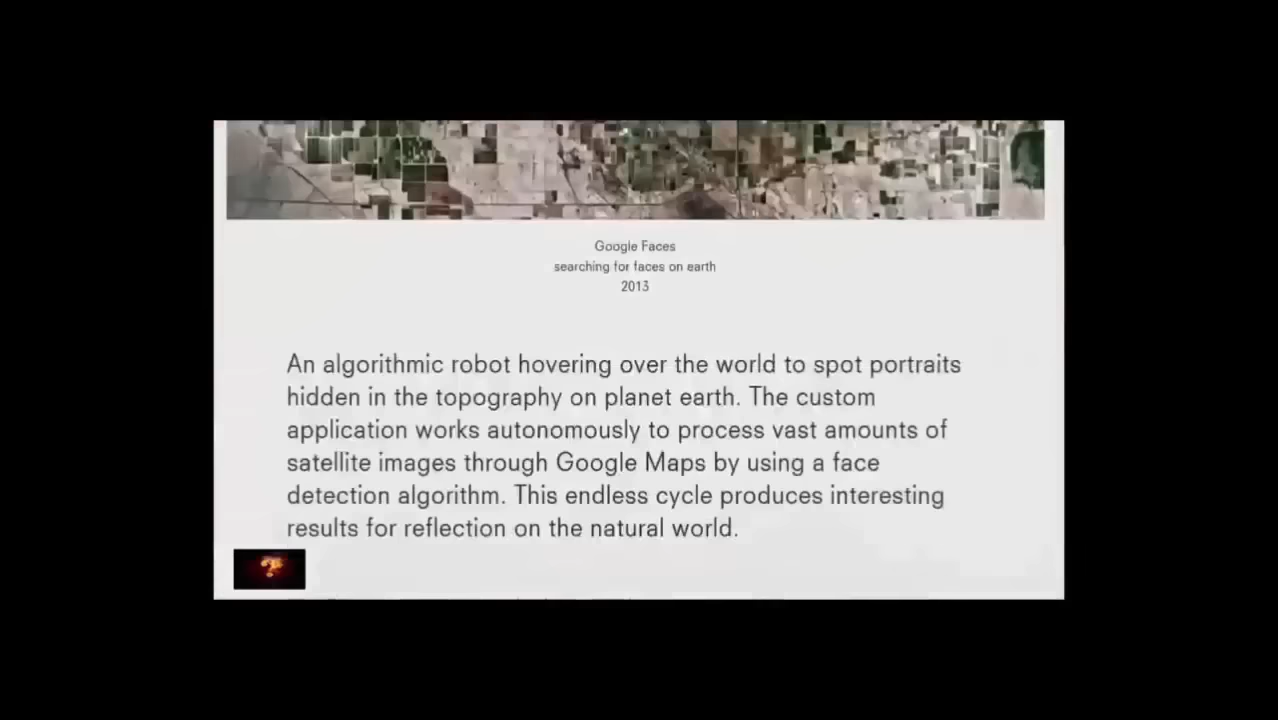 Google Faces
searching for faces on earth
2013
An algorithmic robot hovering over the world to spot portraits
hidden in the topography on planet earth. The custom
application works autonomously to process vast amounts of
satellite images through Google Maps by using a face
detection algorithm. This endless cycle produces interesting
results for reflection on the natural world.
?